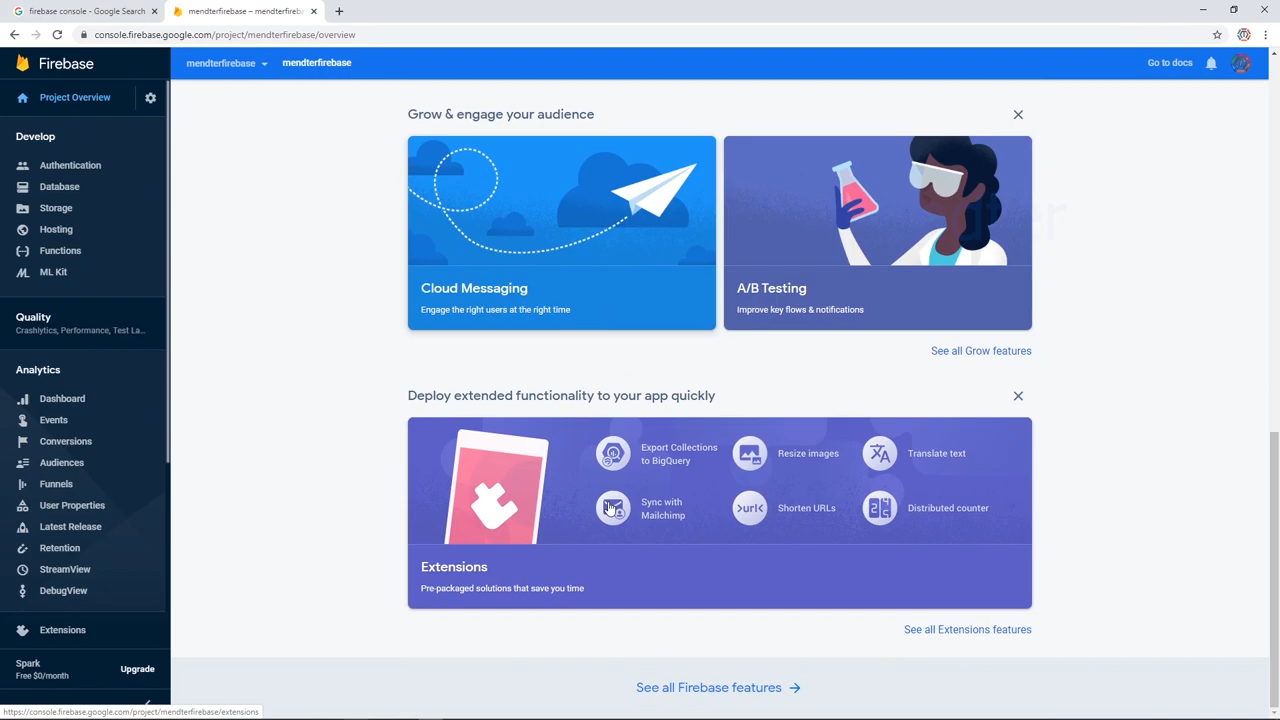 firebase console - Google Search
mendterfirebase – mendterfireba
console.firebase.google.com/project/mendterfirebase/overview
Firebase
mendterfirebase
mendterfirebase
Go to docs
Project Overview
Develop
Authentication
Database
Storage
Hosting
Functions
ML Kit
Quality
Crashlytics, Performance, Test La...
Analytics
Dashboard
Events
Conversions
Audiences
Funnels
User Properties
Latest Release
Retention
StreamView
DebugView
Extensions
Spark
Free $0/month
Upgrade
https://console.firebase.google.com/project/mendterfirebase/extensions
Grow & engage your audience
Cloud Messaging
Engage the right users at the right time
A/B Testing
Improve key flows & notifications
See all Grow features
Deploy extended functionality to your app quickly
Export Collections
to BigQuery
Resize images
Translate text
Sync with
Mailchimp
>url<
Shorten URLs
Distributed counter
Extensions
Pre-packaged solutions that save you time
See all Extensions features
See all Firebase features